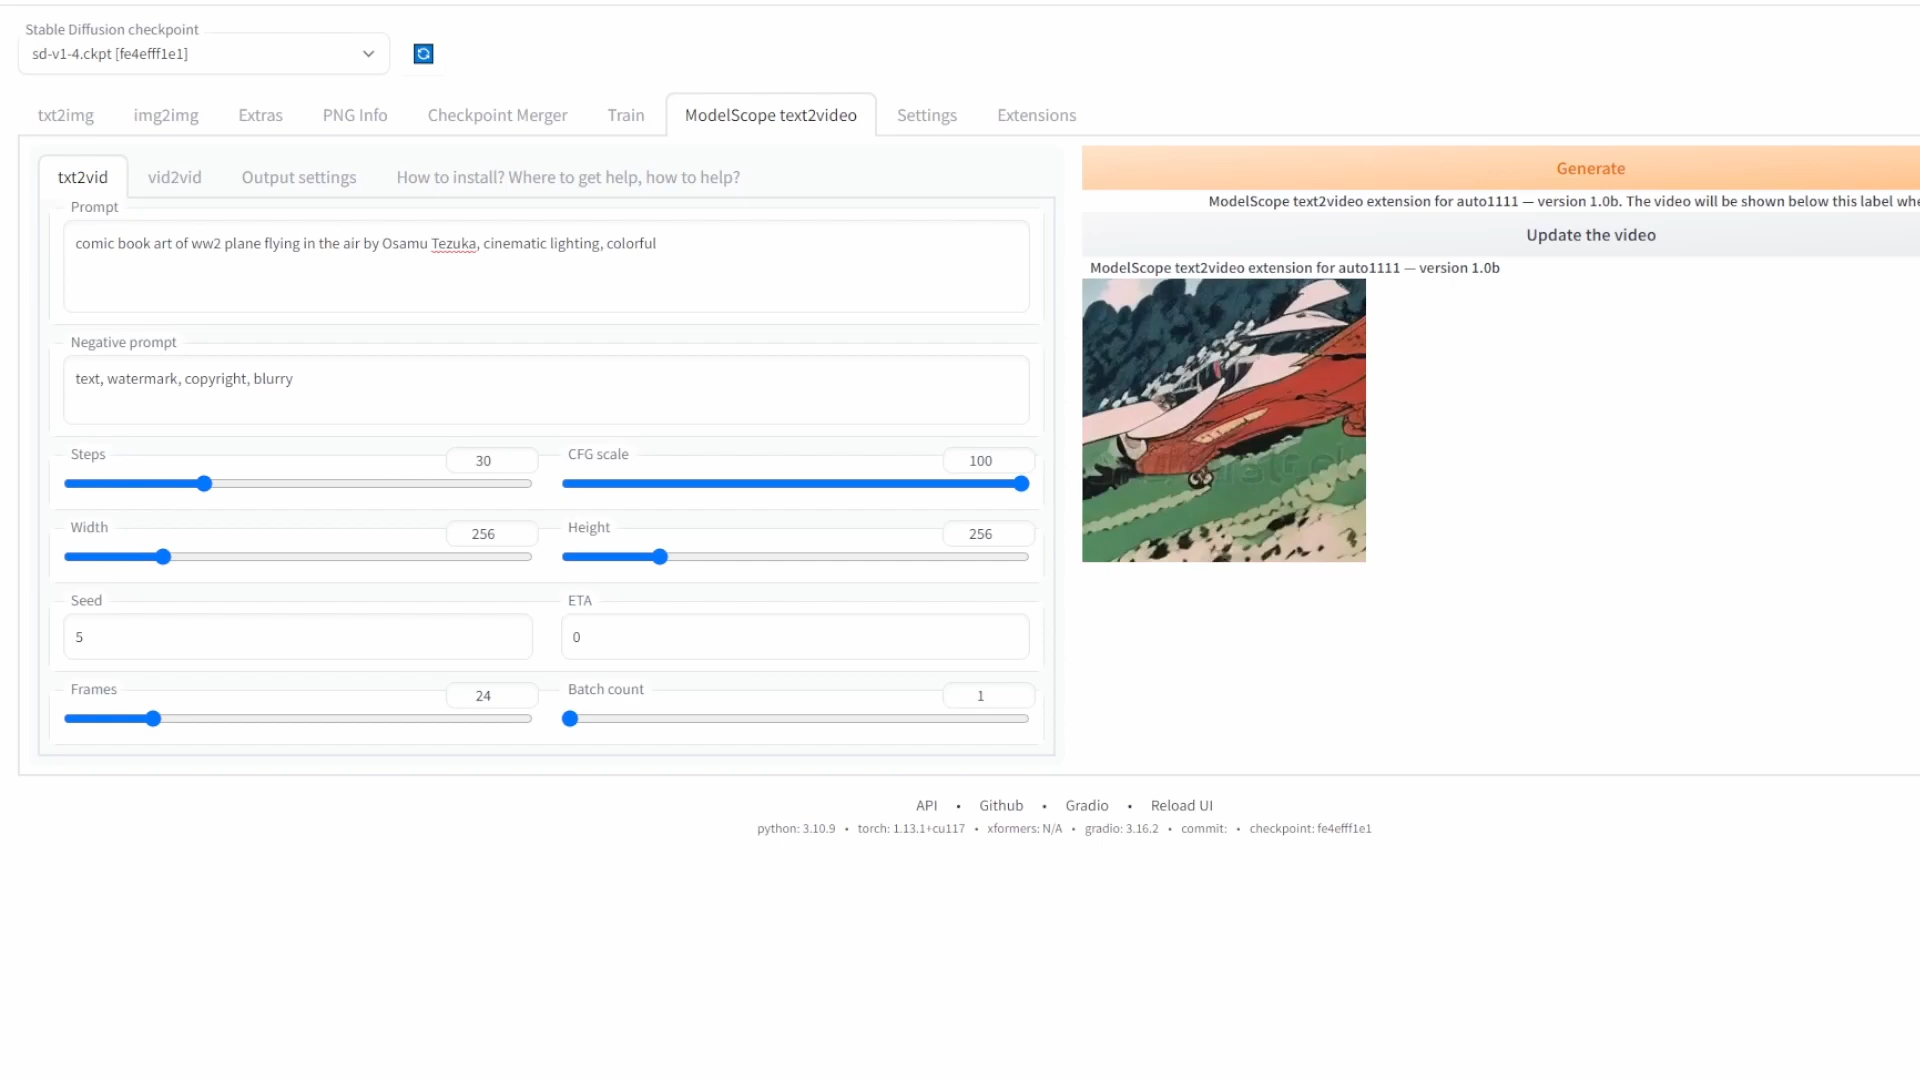 Stable Diffusion checkpoint
sd-v1-4.ckpt [fe4efff1e1]
txt2img img2img Extras PNG Info Checkpoint Merger Train ModelScope text2video Settings Extensions
txt2vid vid2vid Output settings How to install? Where to get help, how to help?
Prompt
comic book art of ww2 plane flying in the air by Osamu Tezuka, cinematic lighting, colorful
Negative prompt
text, watermark, copyright, blurry
Steps 30 CFG scale 100
Width 256 Height 256
Seed ETA
5 0
Frames 24 Batch count 1
Generate
ModelScope text2video extension for auto1111 — version 1.0b. The video will be shown below this label whe
Update the video
ModelScope text2video extension for auto1111 — version 1.0b
API • Github • Gradio • Reload UI
python: 3.10.9 • torch: 1.13.1+cu117 • xformers: N/A • gradio: 3.16.2 • commit: • checkpoint: fe4efff1e1